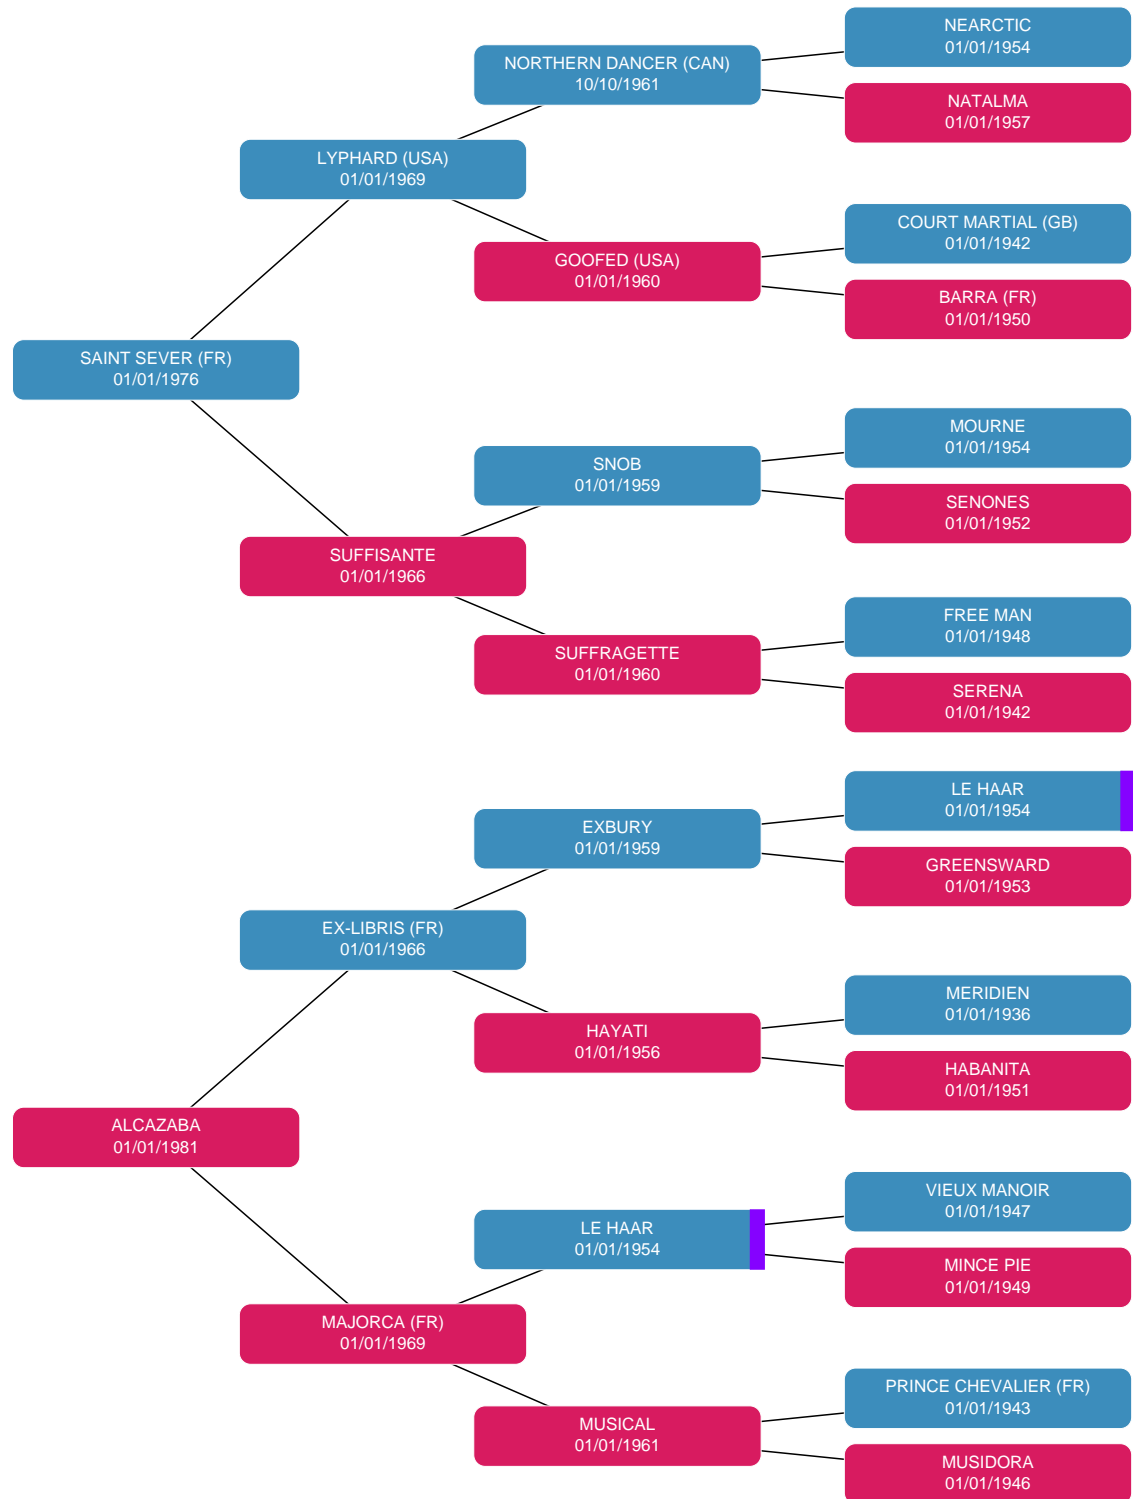 NEARCTIC
01/01/1954
NORTHERN DANCER (CAN)
10/10/1961
NATALMA
01/01/1957
LYPHARD (USA)
01/01/1969
COURT MARTIAL (GB)
01/01/1942
GOOFED (USA)
01/01/1960
BARRA (FR)
01/01/1950
SAINT SEVER (FR)
01/01/1976
MOURNE
01/01/1954
SNOB
01/01/1959
SENONES
01/01/1952
SUFFISANTE
01/01/1966
FREE MAN
01/01/1948
SUFFRAGETTE
01/01/1960
SERENA
01/01/1942
LE HAAR
01/01/1954
EXBURY
01/01/1959
GREENSWARD
01/01/1953
EX-LIBRIS (FR)
01/01/1966
MERIDIEN
01/01/1936
HAYATI
01/01/1956
HABANITA
01/01/1951
ALCAZABA
01/01/1981
VIEUX MANOIR
01/01/1947
LE HAAR
01/01/1954
MINCE PIE
01/01/1949
MAJORCA (FR)
01/01/1969
PRINCE CHEVALIER (FR)
01/01/1943
MUSICAL
01/01/1961
MUSIDORA
01/01/1946